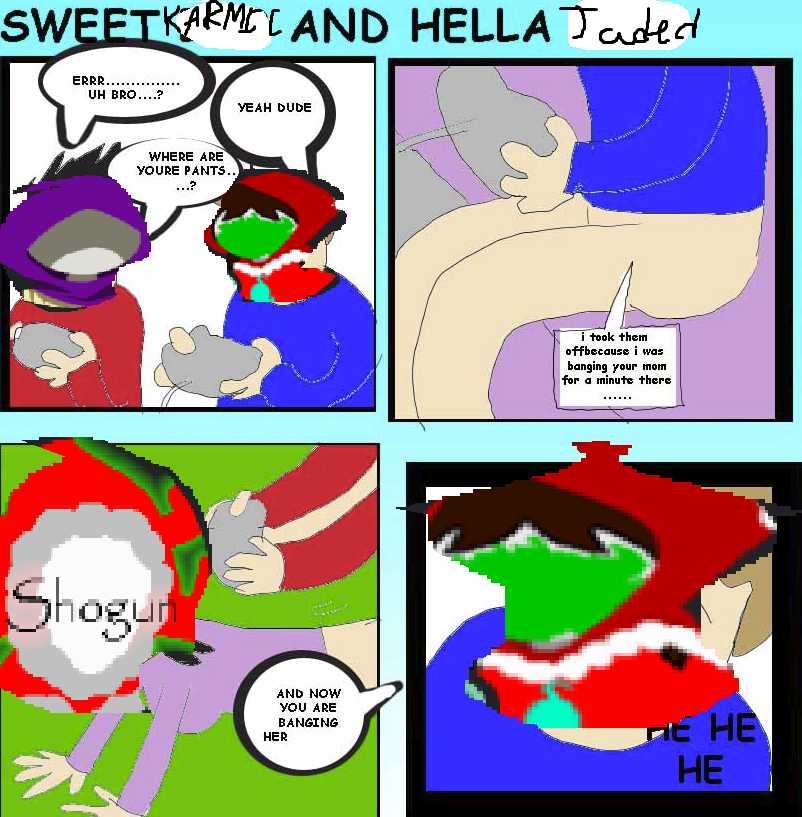 SWEET KARMIC AND HELLA Jaded
ERRR..............
UH BRO....?
YEAH DUDE
WHERE ARE
YOURE PANTS..
...?
i took them
offbecause i was
banging your mom
for a minute there
......
Shogun
AND NOW
YOU ARE
BANGING
HER
HE HE
HE